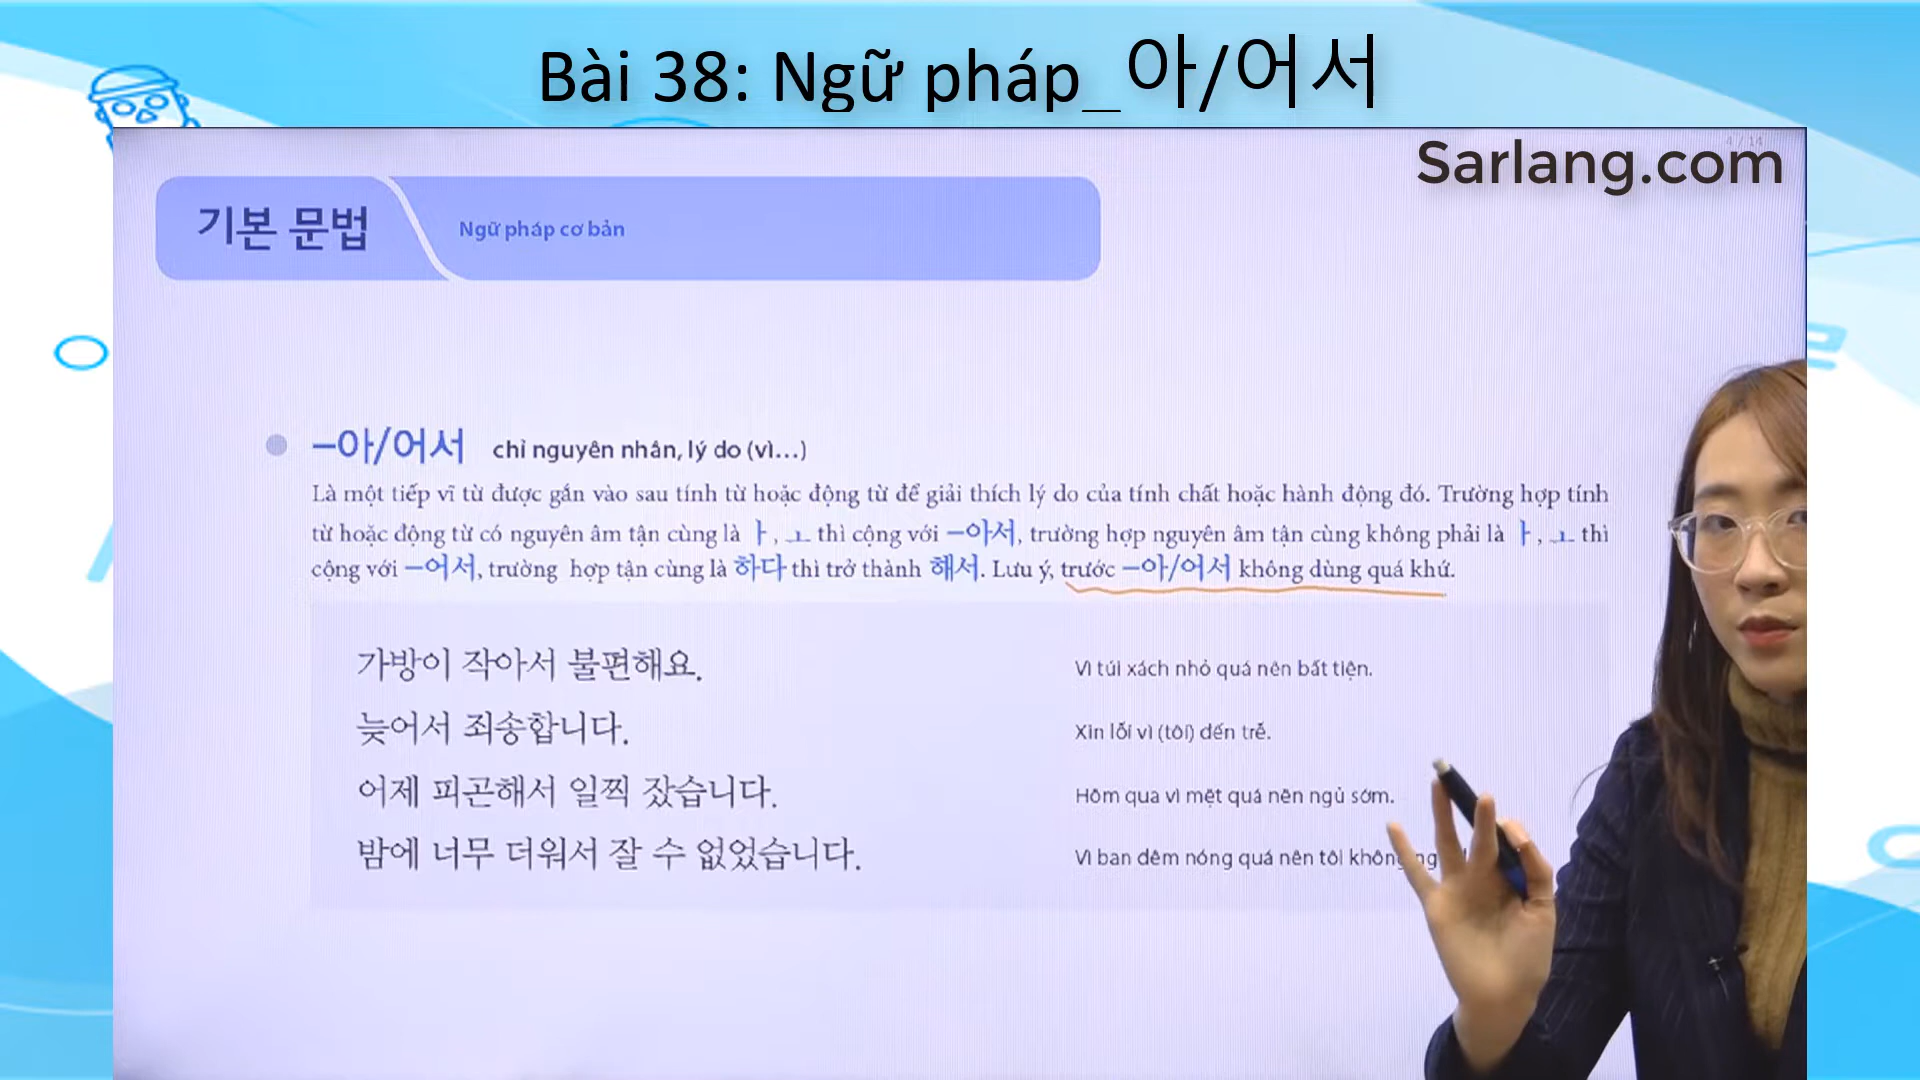 Bài 38: Ngữ pháp_아/어서
Sarlang.com
4 / 14
기본 문법
Ngữ pháp cơ bản
–아/어서 chỉ nguyên nhân, lý do (vì...)
Là một tiếp vĩ từ được gắn vào sau tính từ hoặc động từ để giải thích lý do của tính chất hoặc hành động đó. Trường hợp tính
từ hoặc động từ có nguyên âm tận cùng là ㅏ, ㅗ thì cộng với –아서, trường hợp nguyên âm tận cùng không phải là ㅏ, ㅗ thì
cộng với –어서, trường hợp tận cùng là 하다 thì trở thành 해서. Lưu ý, trước –아/어서 không dùng quá khứ.
가방이 작아서 불편해요.
Vì túi xách nhỏ quá nên bất tiện.
늦어서 죄송합니다.
Xin lỗi vì (tôi) đến trễ.
어제 피곤해서 일찍 잤습니다.
Hôm qua vì mệt quá nên ngủ sớm.
밤에 너무 더워서 잘 수 없었습니다.
Vì ban đêm nóng quá nên tôi không